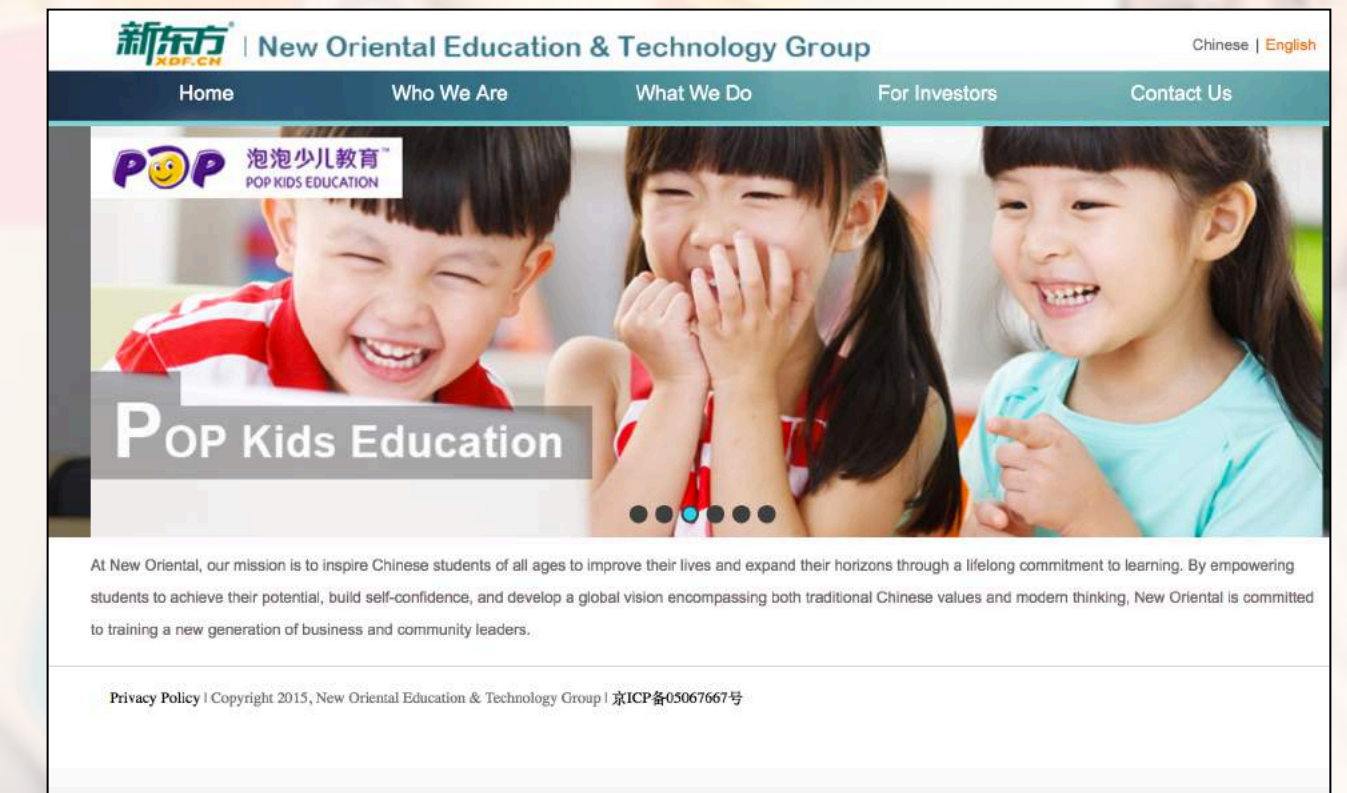 新东方 | New Oriental Education & Technology Group
XDF.CN
Chinese | English
Home Who We Are What We Do For Investors Contact Us
POP 泡泡少儿教育™
POP KIDS EDUCATION
POP Kids Education
At New Oriental, our mission is to inspire Chinese students of all ages to improve their lives and expand their horizons through a lifelong commitment to learning. By empowering
students to achieve their potential, build self-confidence, and develop a global vision encompassing both traditional Chinese values and modern thinking, New Oriental is committed
to training a new generation of business and community leaders.
Privacy Policy | Copyright 2015, New Oriental Education & Technology Group | 京ICP备05067667号